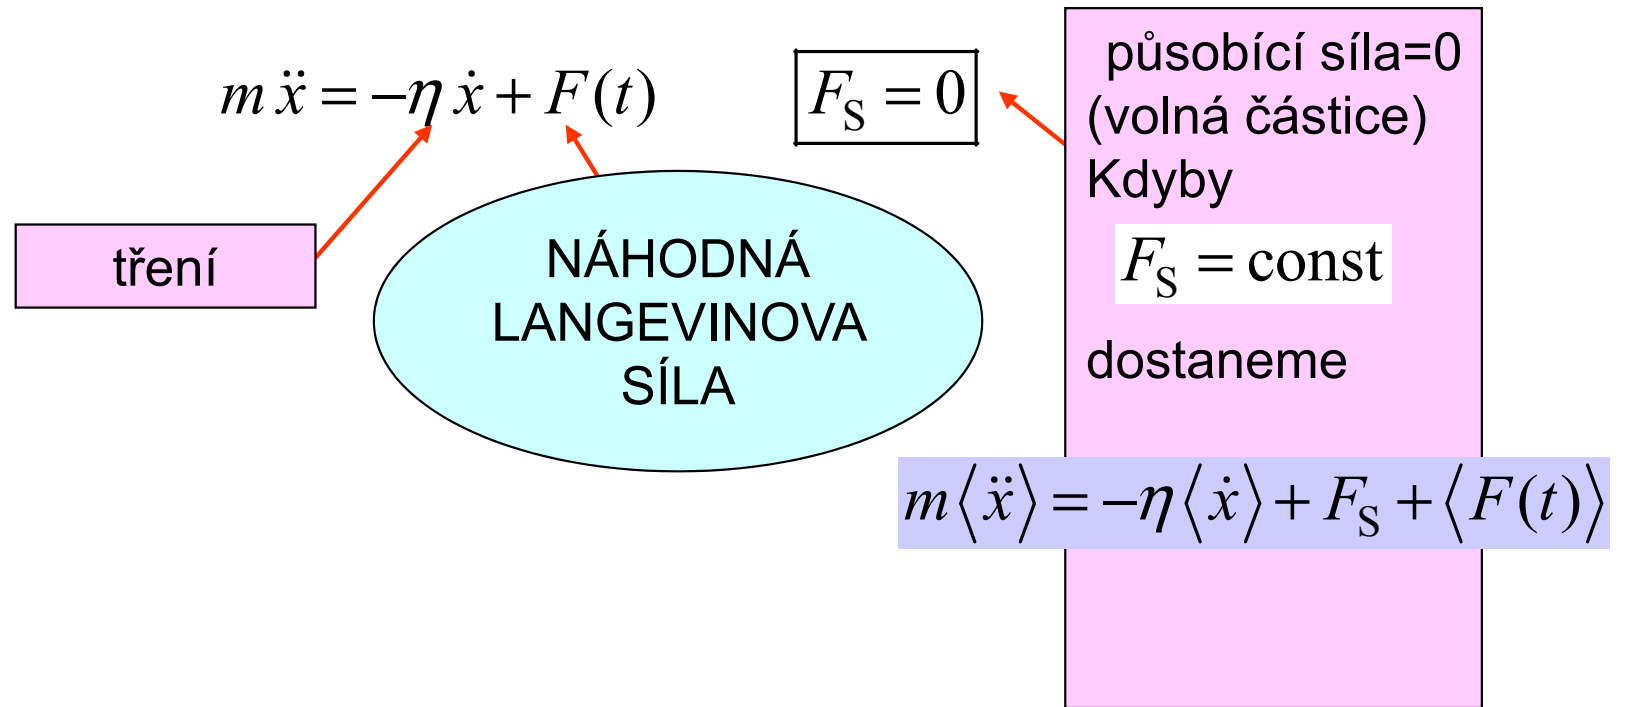 m ẍ = −η ẋ + F(t)
F_S = 0
tření
NÁHODNÁ
LANGEVINOVA
SÍLA
působící síla=0
(volná částice)
Kdyby
F_S = const
dostaneme
m⟨ẍ⟩ = −η⟨ẋ⟩ + F_S + ⟨F(t)⟩